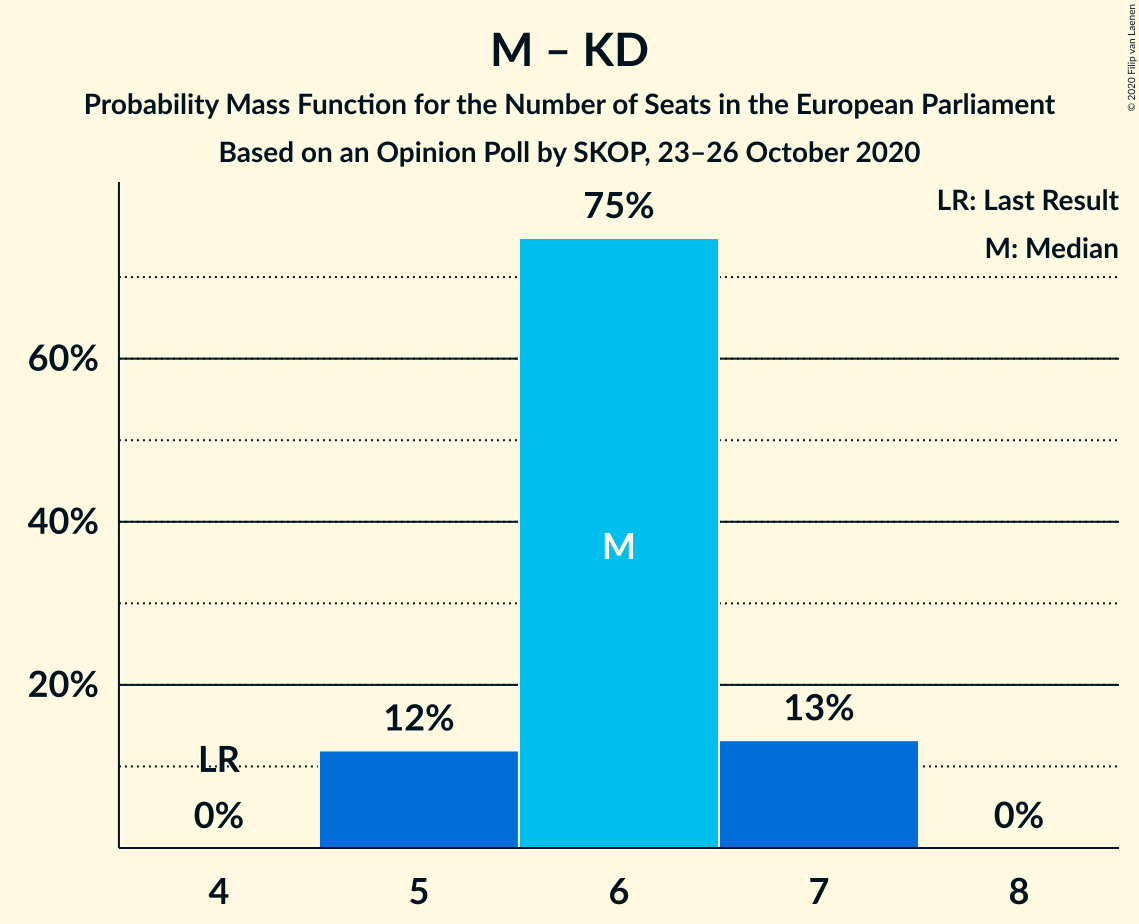 M – KD
Probability Mass Function for the Number of Seats in the European Parliament
Based on an Opinion Poll by SKOP, 23–26 October 2020
© 2020 Filip van Laenen
LR: Last Result
M: Median
75%
60%
40%
20%
M
12%
13%
LR
0%
0%
4 5 6 7 8